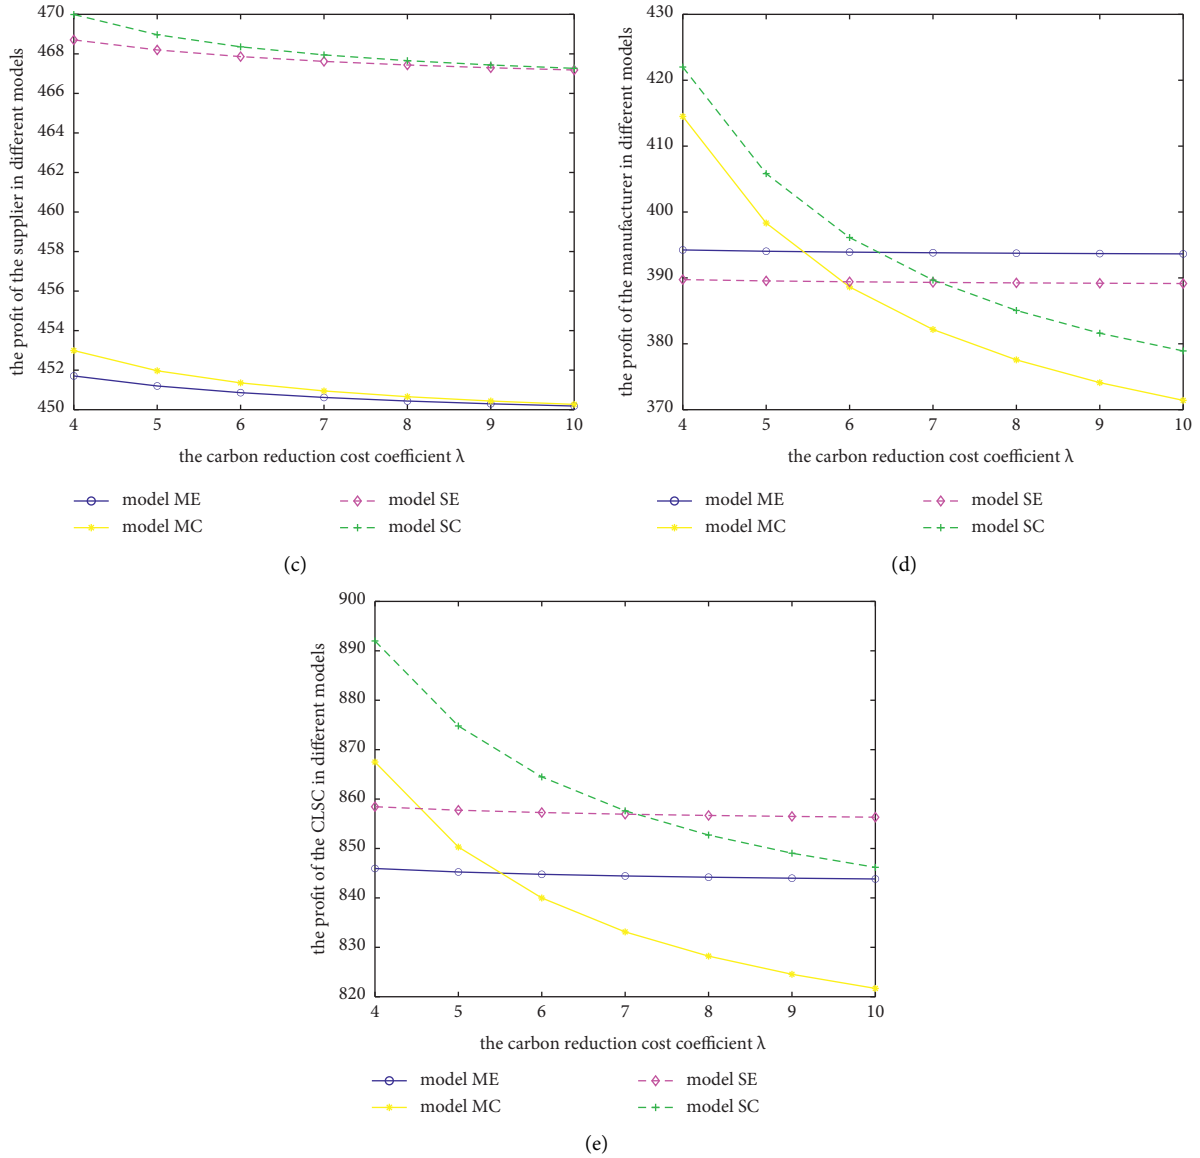 the profit of the supplier in different models
470
468
466
464
462
460
458
456
454
452
450
4 5 6 7 8 9 10
the carbon reduction cost coefficient λ
model ME model SE
model MC model SC
(c)
the profit of the manufacturer in different models
430
420
410
400
390
380
370
4 5 6 7 8 9 10
the carbon reduction cost coefficient λ
model ME model SE
model MC model SC
(d)
the profit of the CLSC in different models
900
890
880
870
860
850
840
830
820
4 5 6 7 8 9 10
the carbon reduction cost coefficient λ
model ME model SE
model MC model SC
(e)